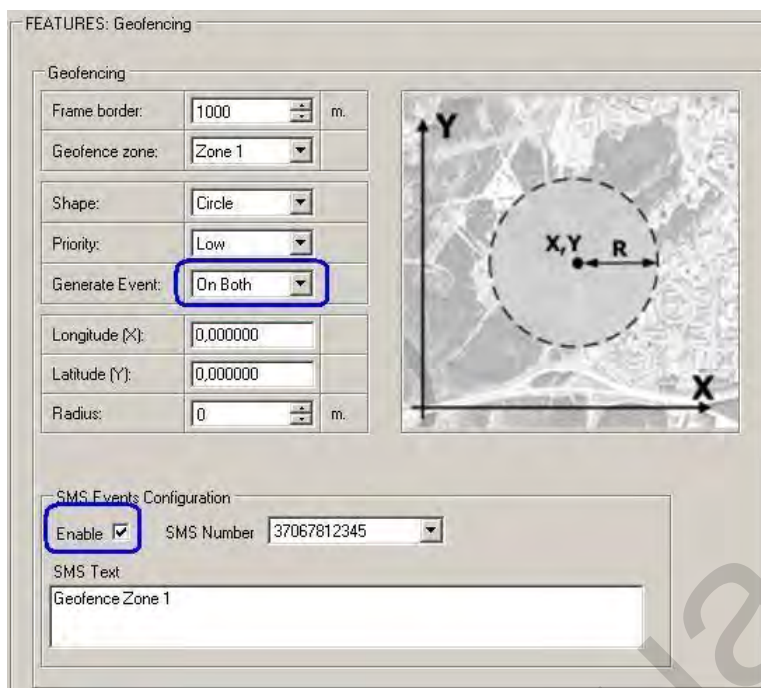 FEATURES: Geofencing
Geofencing
Frame border: 1000 m.
Geofence zone: Zone 1
Shape: Circle
Priority: Low
Generate Event: On Both
Longitude (X): 0,000000
Latitude (Y): 0,000000
Radius: 0 m.
Y
X,Y R
X
SMS Events Configuration
Enable SMS Number 37067812345
SMS Text
Geofence Zone 1